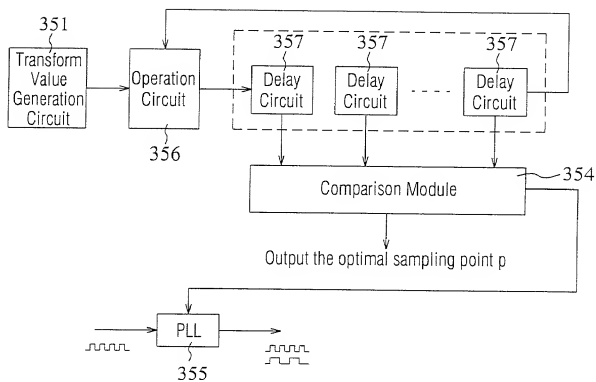 351
357
357
357
Transform
Value
Generation
Circuit
Operation
Circuit
Delay
Circuit
Delay
Circuit
Delay
Circuit
356
354
Comparison Module
Output the optimal sampling point p
PLL
355